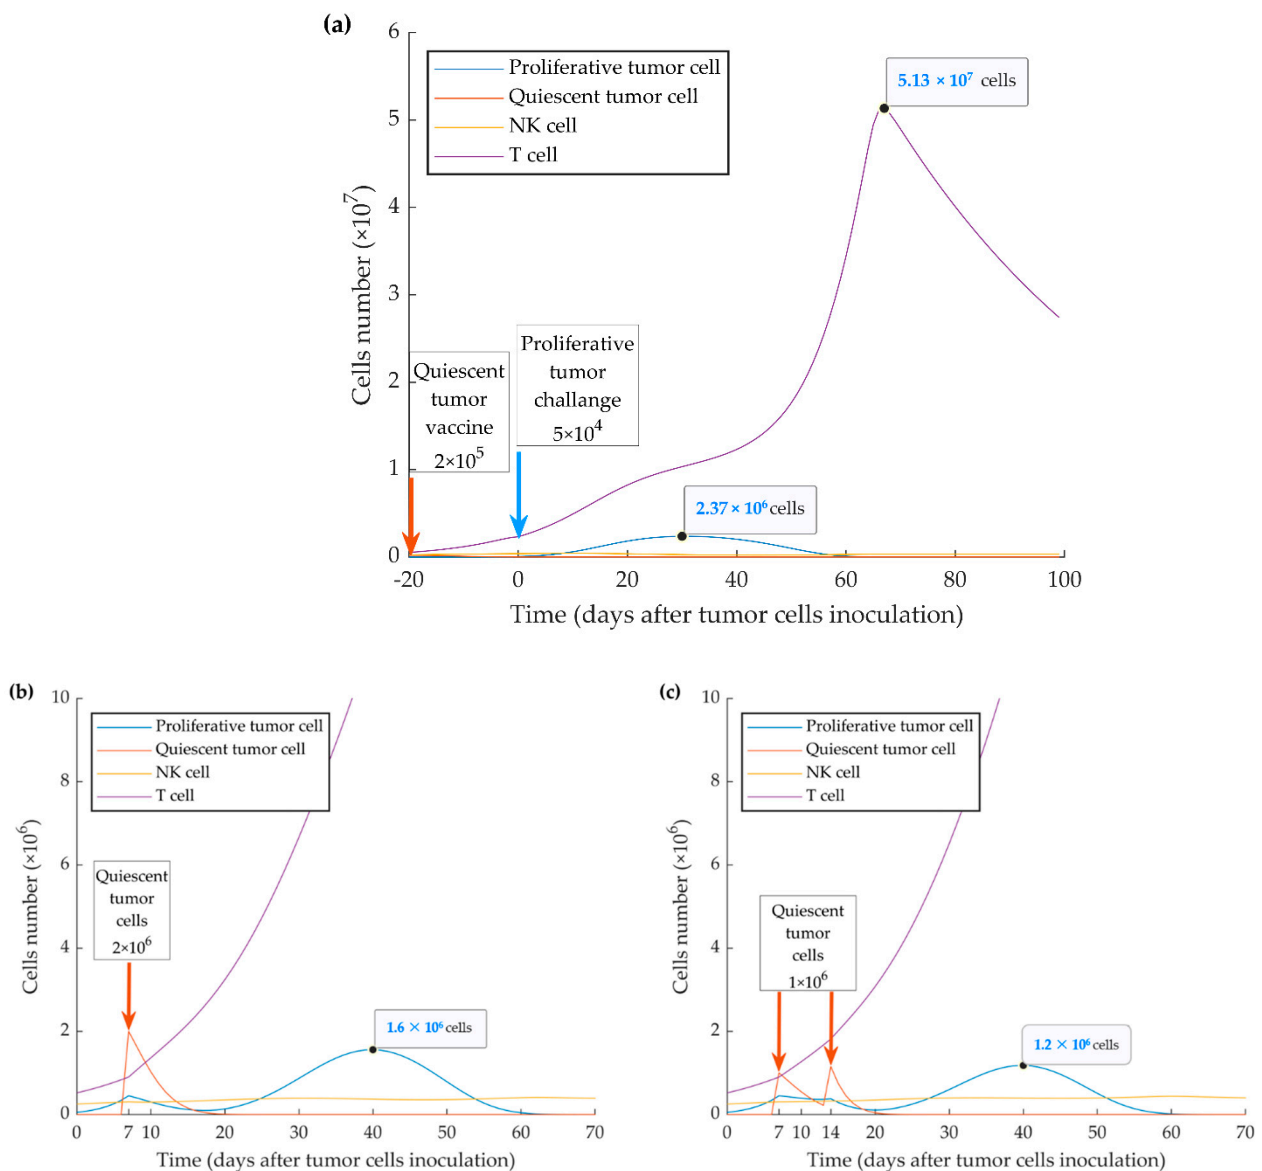 (a)
6
5
4
3
2
1
0
Cells number (×10⁷)
Proliferative tumor cell
Quiescent tumor cell
NK cell
T cell
5.13 × 10⁷ cells
Quiescent
tumor
vaccine
2×10⁵
Proliferative
tumor
challange
5×10⁴
2.37 × 10⁶ cells
-20 0 20 40 60 80 100
Time (days after tumor cells inoculation)
(b)
10
8
6
4
2
0
Cells number (×10⁶)
Proliferative tumor cell
Quiescent tumor cell
NK cell
T cell
Quiescent
tumor
cells
2×10⁶
1.6 × 10⁶ cells
0 7 10 20 30 40 50 60 70
Time (days after tumor cells inoculation)
(c)
10
8
6
4
2
0
Cells number (×10⁶)
Proliferative tumor cell
Quiescent tumor cell
NK cell
T cell
Quiescent
tumor
cells
1×10⁶
1.2 × 10⁶ cells
0 7 10 14 20 30 40 50 60 70
Time (days after tumor cells inoculation)